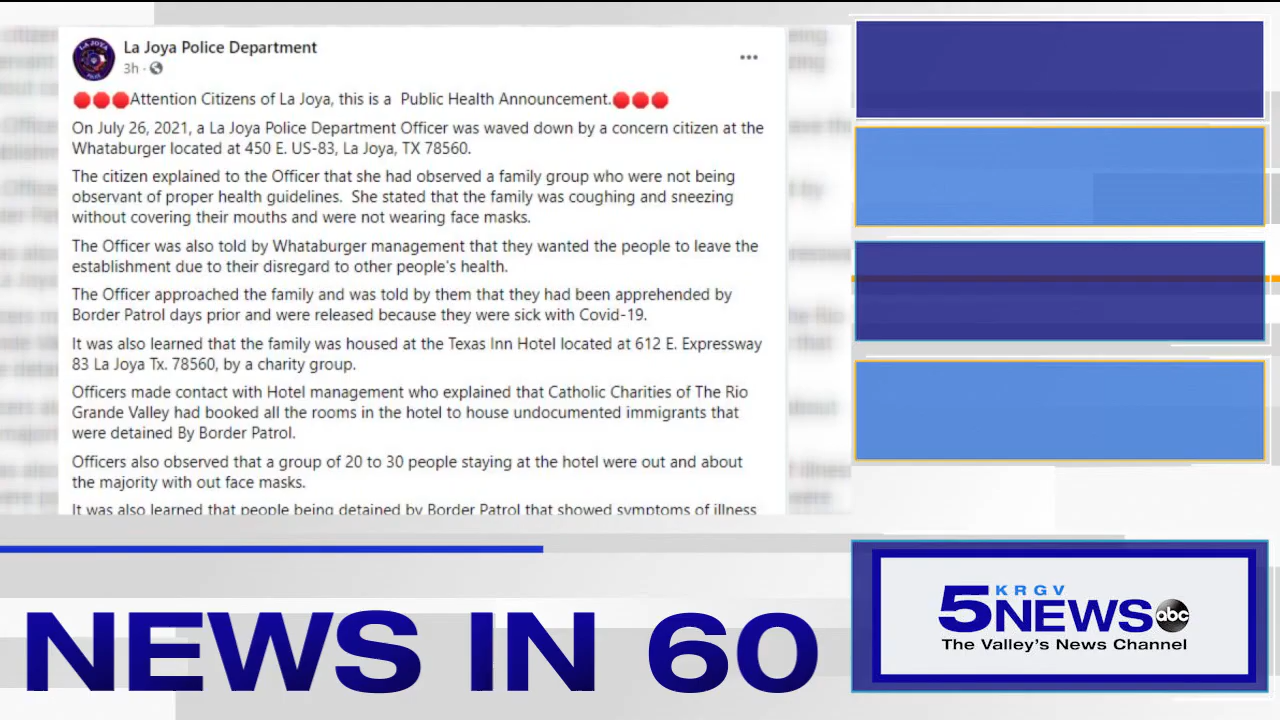 La Joya Police Department
3h ·
Attention Citizens of La Joya, this is a Public Health Announcement.
On July 26, 2021, a La Joya Police Department Officer was waved down by a concern citizen at the
Whataburger located at 450 E. US-83, La Joya, TX 78560.
The citizen explained to the Officer that she had observed a family group who were not being
observant of proper health guidelines. She stated that the family was coughing and sneezing
without covering their mouths and were not wearing face masks.
The Officer was also told by Whataburger management that they wanted the people to leave the
establishment due to their disregard to other people's health.
The Officer approached the family and was told by them that they had been apprehended by
Border Patrol days prior and were released because they were sick with Covid-19.
It was also learned that the family was housed at the Texas Inn Hotel located at 612 E. Expressway
83 La Joya Tx. 78560, by a charity group.
Officers made contact with Hotel management who explained that Catholic Charities of The Rio
Grande Valley had booked all the rooms in the hotel to house undocumented immigrants that
were detained By Border Patrol.
Officers also observed that a group of 20 to 30 people staying at the hotel were out and about
the majority with out face masks.
It was also learned that people being detained by Border Patrol that showed symptoms of illness
NEWS IN 60
KRGV
5NEWS abc
The Valley's News Channel